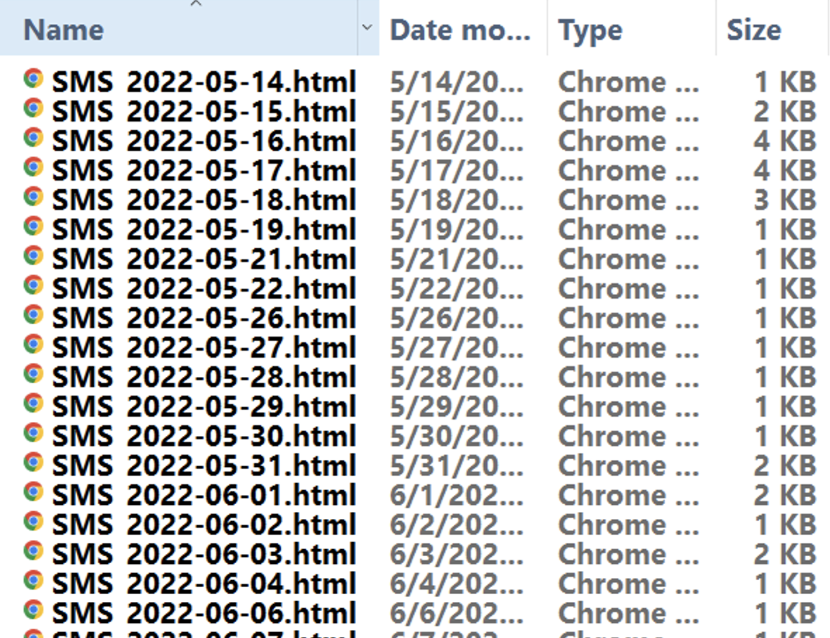 Name Date mo... Type Size
SMS 2022-05-14.html 5/14/20... Chrome ... 1 KB
SMS 2022-05-15.html 5/15/20... Chrome ... 2 KB
SMS 2022-05-16.html 5/16/20... Chrome ... 4 KB
SMS 2022-05-17.html 5/17/20... Chrome ... 4 KB
SMS 2022-05-18.html 5/18/20... Chrome ... 3 KB
SMS 2022-05-19.html 5/19/20... Chrome ... 1 KB
SMS 2022-05-21.html 5/21/20... Chrome ... 1 KB
SMS 2022-05-22.html 5/22/20... Chrome ... 1 KB
SMS 2022-05-26.html 5/26/20... Chrome ... 1 KB
SMS 2022-05-27.html 5/27/20... Chrome ... 1 KB
SMS 2022-05-28.html 5/28/20... Chrome ... 1 KB
SMS 2022-05-29.html 5/29/20... Chrome ... 1 KB
SMS 2022-05-30.html 5/30/20... Chrome ... 1 KB
SMS 2022-05-31.html 5/31/20... Chrome ... 2 KB
SMS 2022-06-01.html 6/1/202... Chrome ... 2 KB
SMS 2022-06-02.html 6/2/202... Chrome ... 1 KB
SMS 2022-06-03.html 6/3/202... Chrome ... 2 KB
SMS 2022-06-04.html 6/4/202... Chrome ... 1 KB
SMS 2022-06-06.html 6/6/202... Chrome ... 1 KB